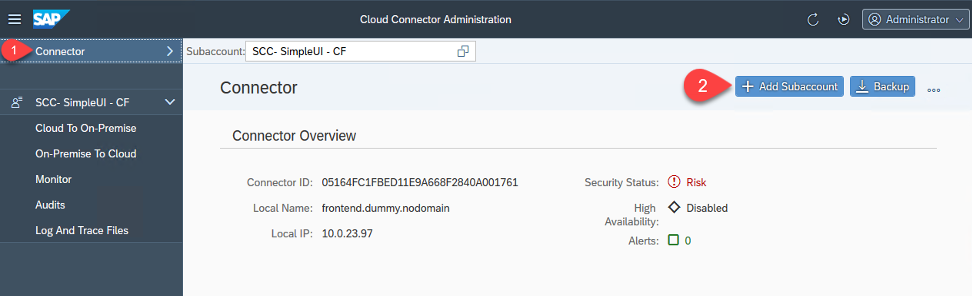 SAP
Cloud Connector Administration
Administrator
1
Connector
Subaccount: SCC- SimpleUI - CF
Connector
2
Add Subaccount
Backup
SCC- SimpleUI - CF
Cloud To On-Premise
On-Premise To Cloud
Monitor
Audits
Log And Trace Files
Connector Overview
Connector ID: 05164FC1FBED11E9A668F2840A001761
Local Name: frontend.dummy.nodomain
Local IP: 10.0.23.97
Security Status: Risk
High
Availability: Disabled
Alerts: 0